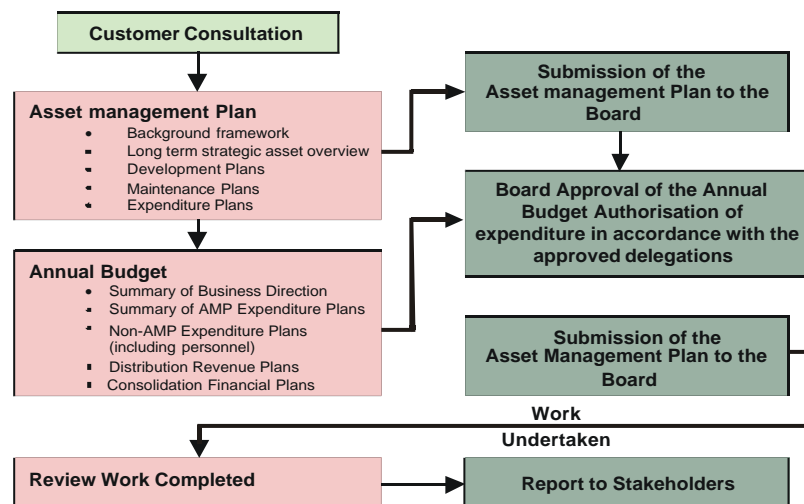 Customer Consultation
Asset management Plan
• Background framework
▪ Long term strategic asset overview
▪ Development Plans
▪ Maintenance Plans
▪ Expenditure Plans
Submission of the
Asset management Plan to the
Board
Board Approval of the Annual
Budget Authorisation of
expenditure in accordance with the
approved delegations
Annual Budget
• Summary of Business Direction
▪ Summary of AMP Expenditure Plans
▪ Non-AMP Expenditure Plans
(including personnel)
▪ Distribution Revenue Plans
▪ Consolidation Financial Plans
Submission of the
Asset Management Plan to the
Board
Work
Undertaken
Review Work Completed
Report to Stakeholders